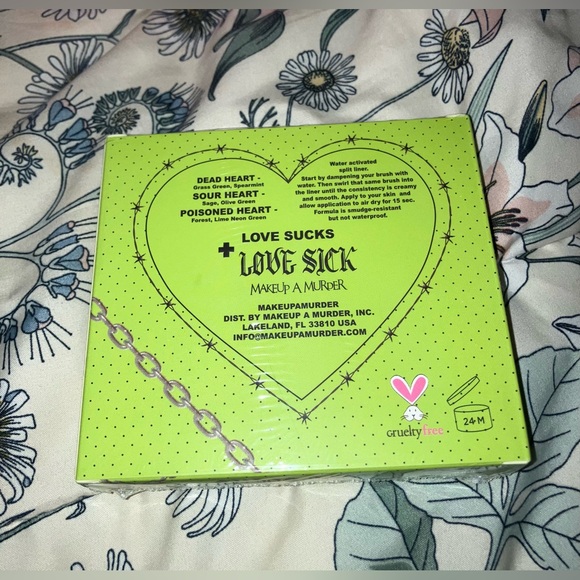 DEAD HEART -
Grass Green, Spearmint
SOUR HEART -
Sage, Olive Green
POISONED HEART -
Forest, Lime Neon Green
Water activated
split liner.
Start by dampening your brush with
water. Then swirl that same brush into
the liner until the consistency is creamy
and smooth. Apply to your skin and
allow application to air dry for 15 sec.
Formula is smudge-resistant
but not waterproof.
LOVE SUCKS
+ LOVE SICK
MAKEUP A MURDER
MAKEUPAMURDER
DIST. BY MAKEUP A MURDER, INC.
LAKELAND, FL 33810 USA
INFO@MAKEUPAMURDER.COM
crueltyfree
24 M